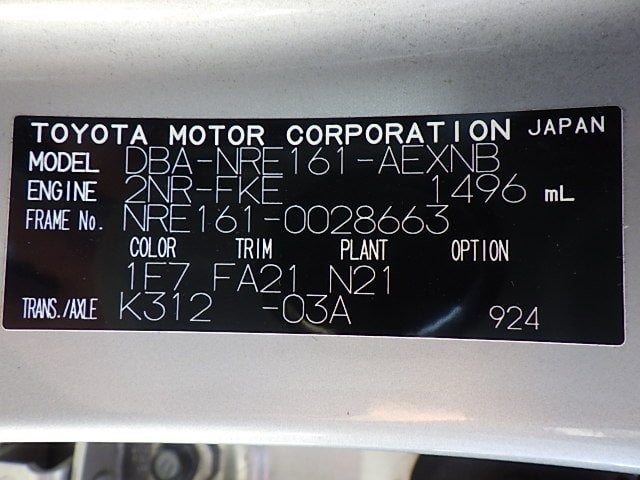 TOYOTA MOTOR CORPORATION JAPAN
MODEL DBA-NRE161-AEXNB
ENGINE 2NR-FKE 1496 mL
FRAME No. NRE161-0028663
COLOR TRIM PLANT OPTION
1E7 FA21 N21
TRANS./AXLE K312 -03A 924